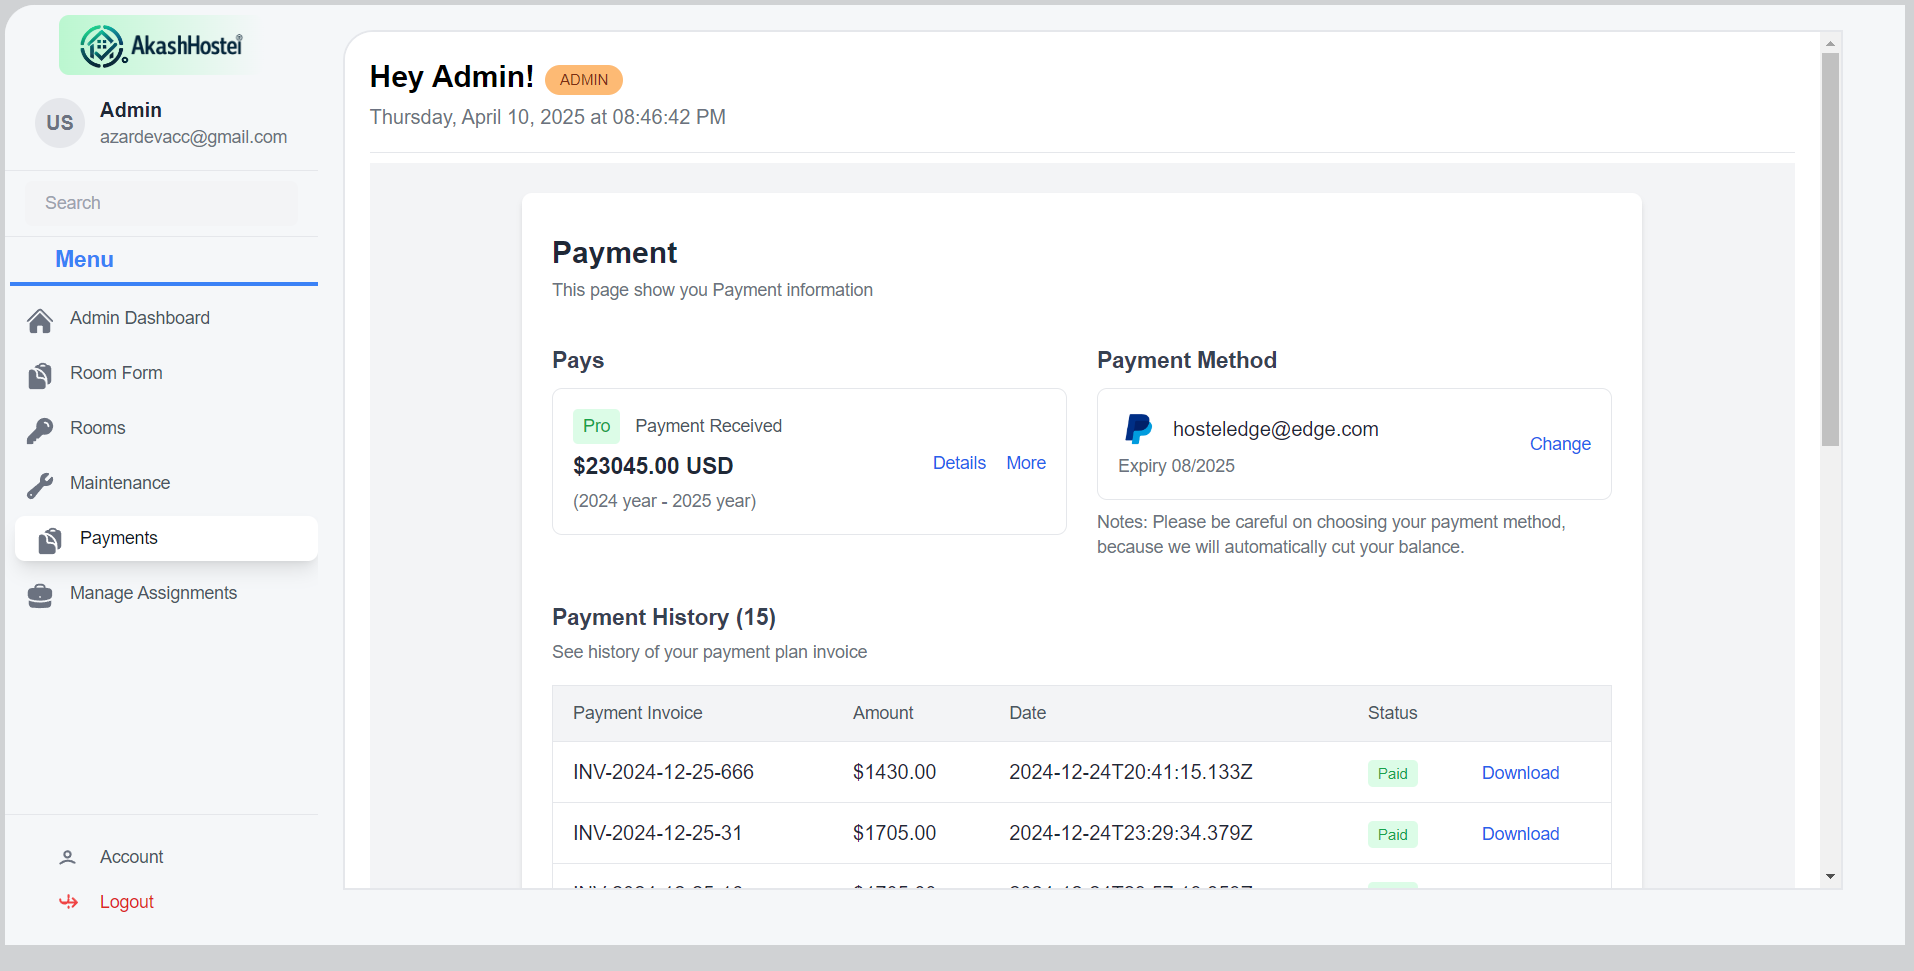 AkashHostel®
US
Admin
azardevacc@gmail.com
Search
Menu
Admin Dashboard
Room Form
Rooms
Maintenance
Payments
Manage Assignments
Account
Logout
Hey Admin! ADMIN
Thursday, April 10, 2025 at 08:46:42 PM
Payment
This page show you Payment information
Pays
Pro Payment Received
$23045.00 USD
Details More
(2024 year - 2025 year)
Payment Method
hosteledge@edge.com
Change
Expiry 08/2025
Notes: Please be careful on choosing your payment method,
because we will automatically cut your balance.
Payment History (15)
See history of your payment plan invoice
Payment Invoice Amount Date Status
INV-2024-12-25-666 $1430.00 2024-12-24T20:41:15.133Z Paid Download
INV-2024-12-25-31 $1705.00 2024-12-24T23:29:34.379Z Paid Download